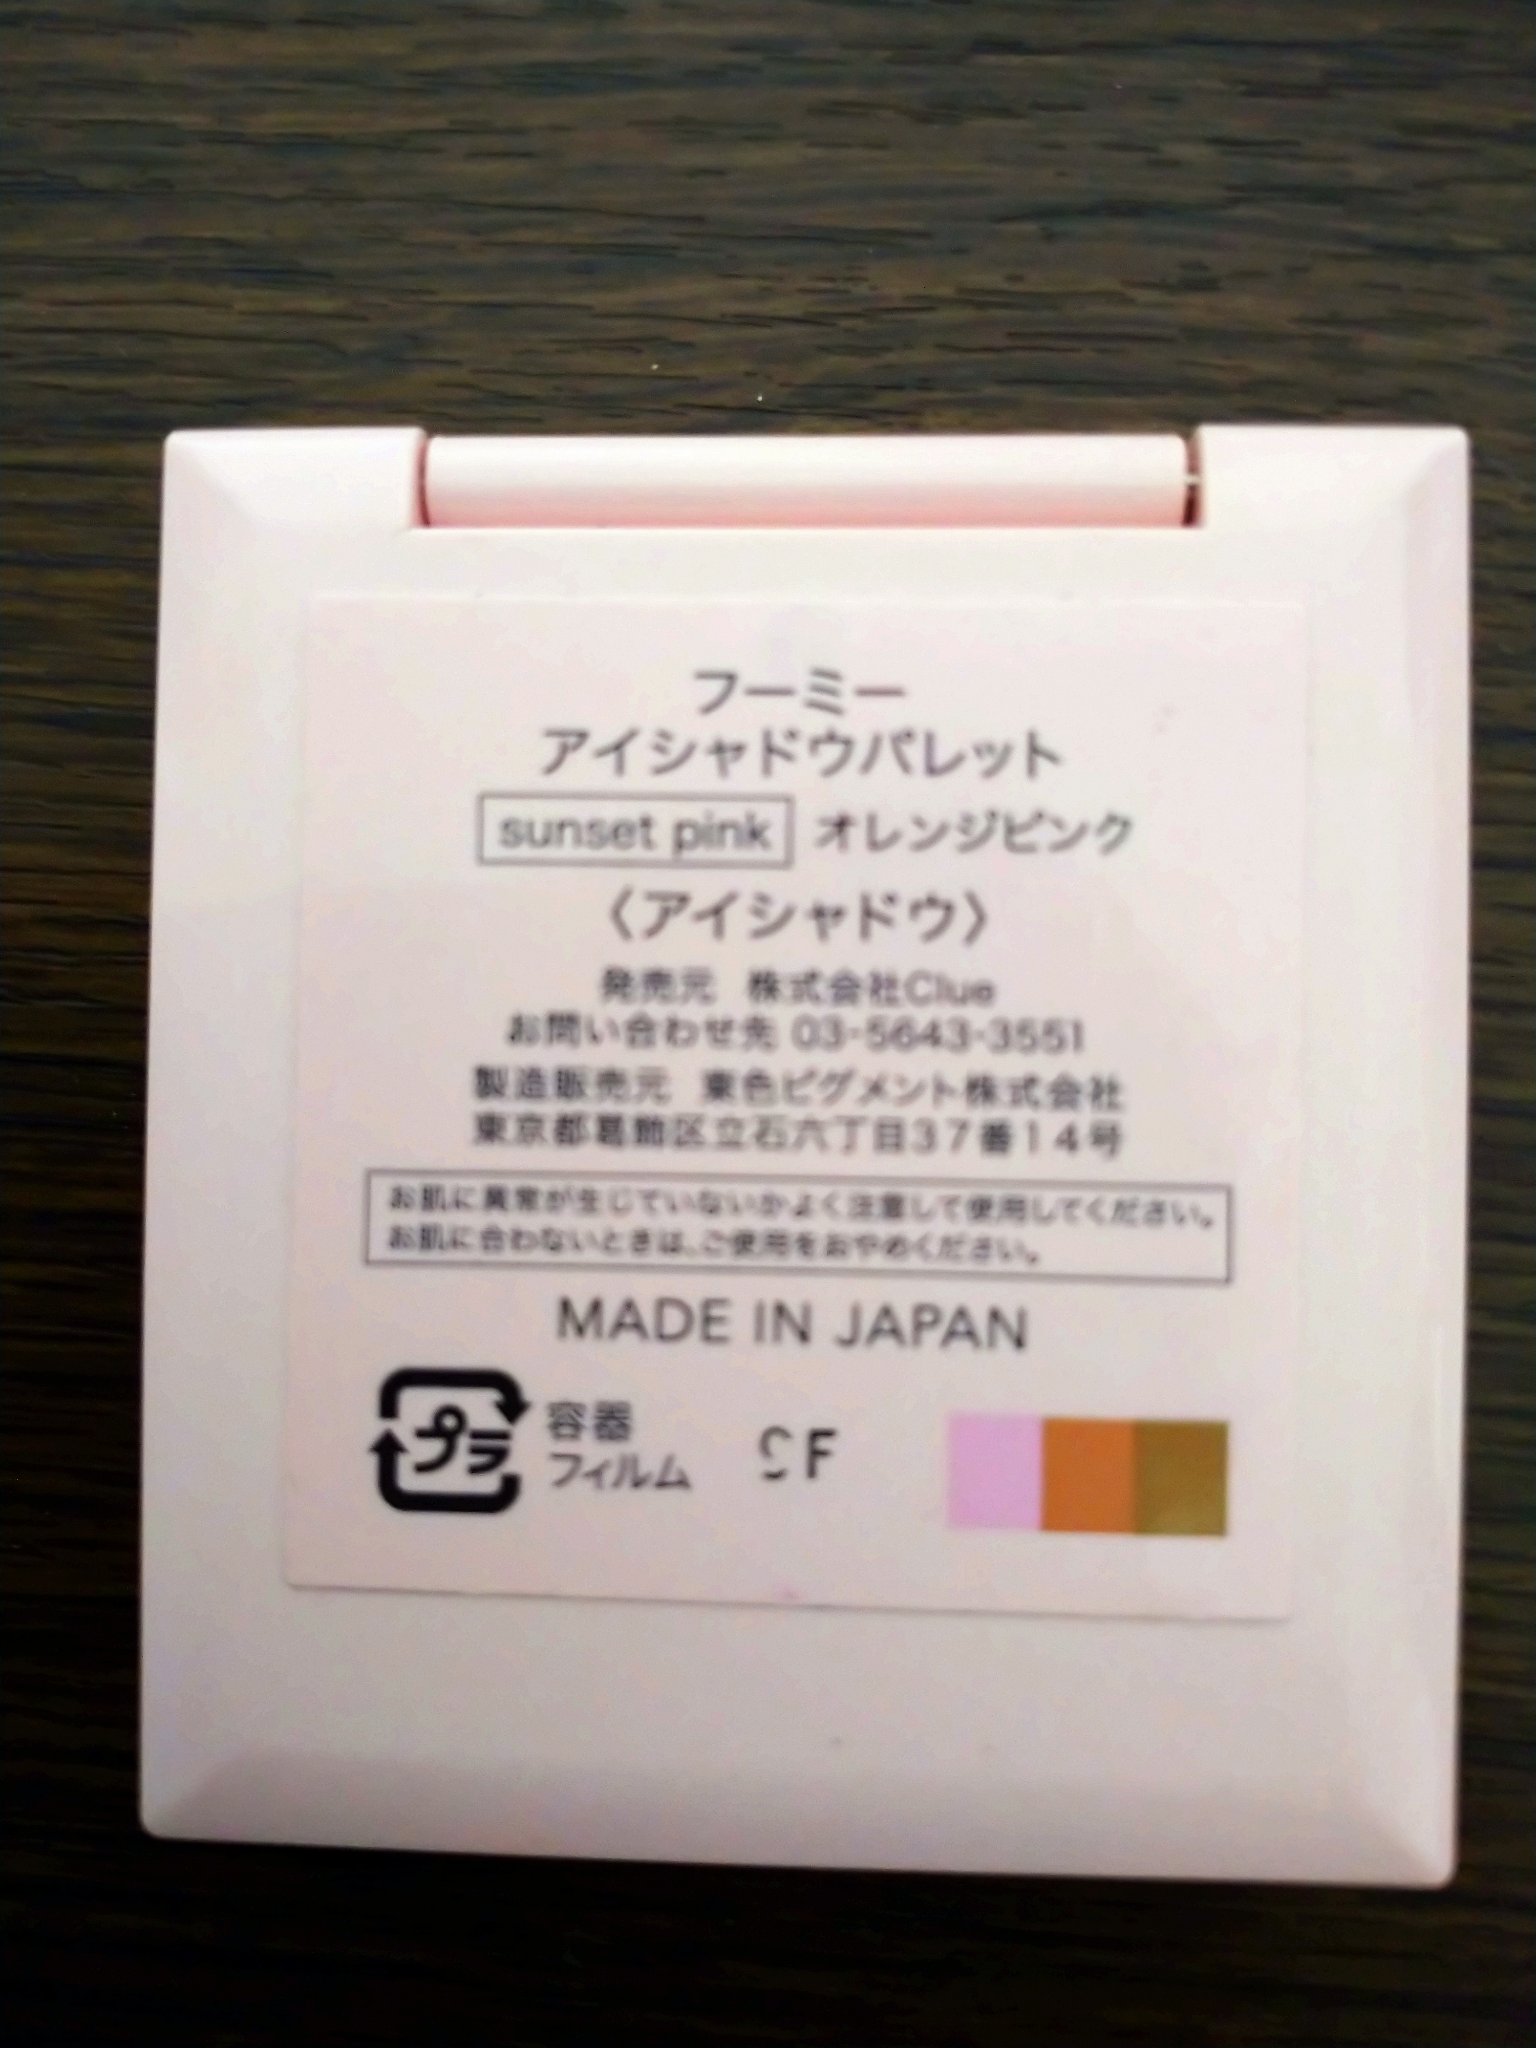 フーミー
アイシャドウパレット
sunset pink オレンジピンク
〈アイシャドウ〉
発売元 株式会社Clue
お問い合わせ先 03-5643-3551
製造販売元 東色ピグメント株式会社
東京都葛飾区立石六丁目37番14号
お肌に異常が生じていないかよく注意して使用してください。
お肌に合わないときは、ご使用をおやめください。
MADE IN JAPAN
プラ 容器
フィルム